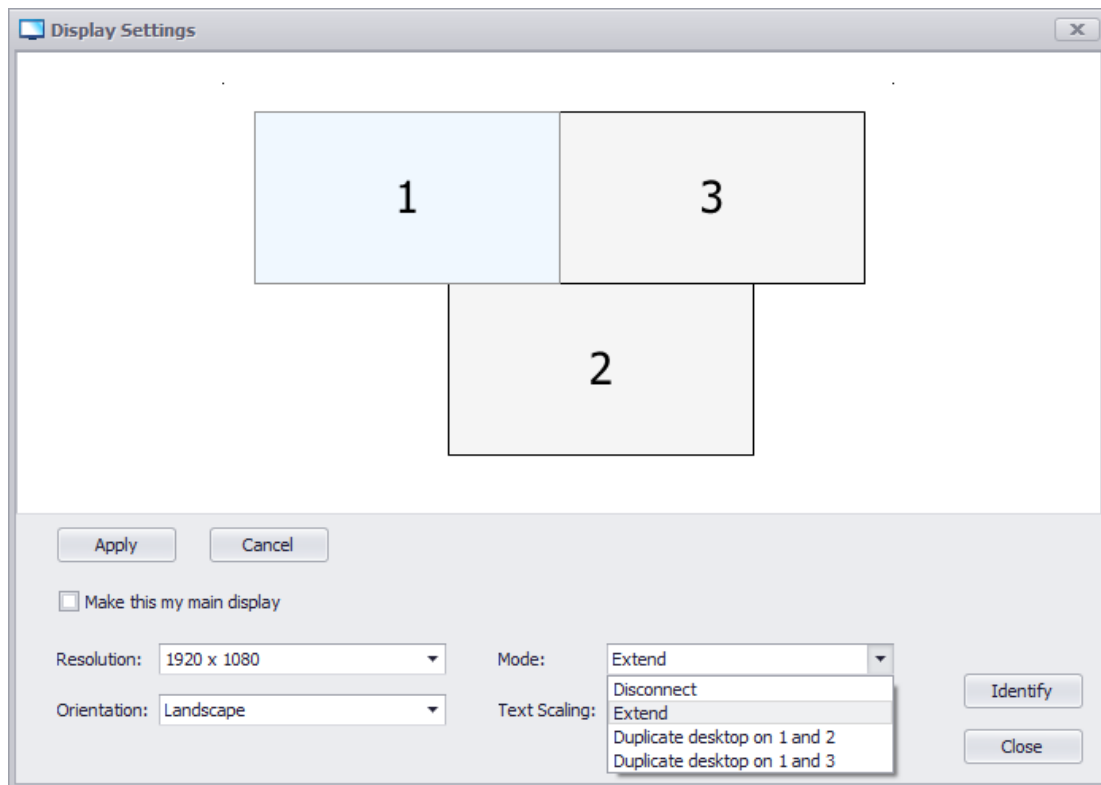 Display Settings
1
3
2
Apply
Cancel
Make this my main display
Resolution: 1920 x 1080
Mode: Extend
Disconnect
Orientation: Landscape
Text Scaling:
Extend
Duplicate desktop on 1 and 2
Duplicate desktop on 1 and 3
Identify
Close